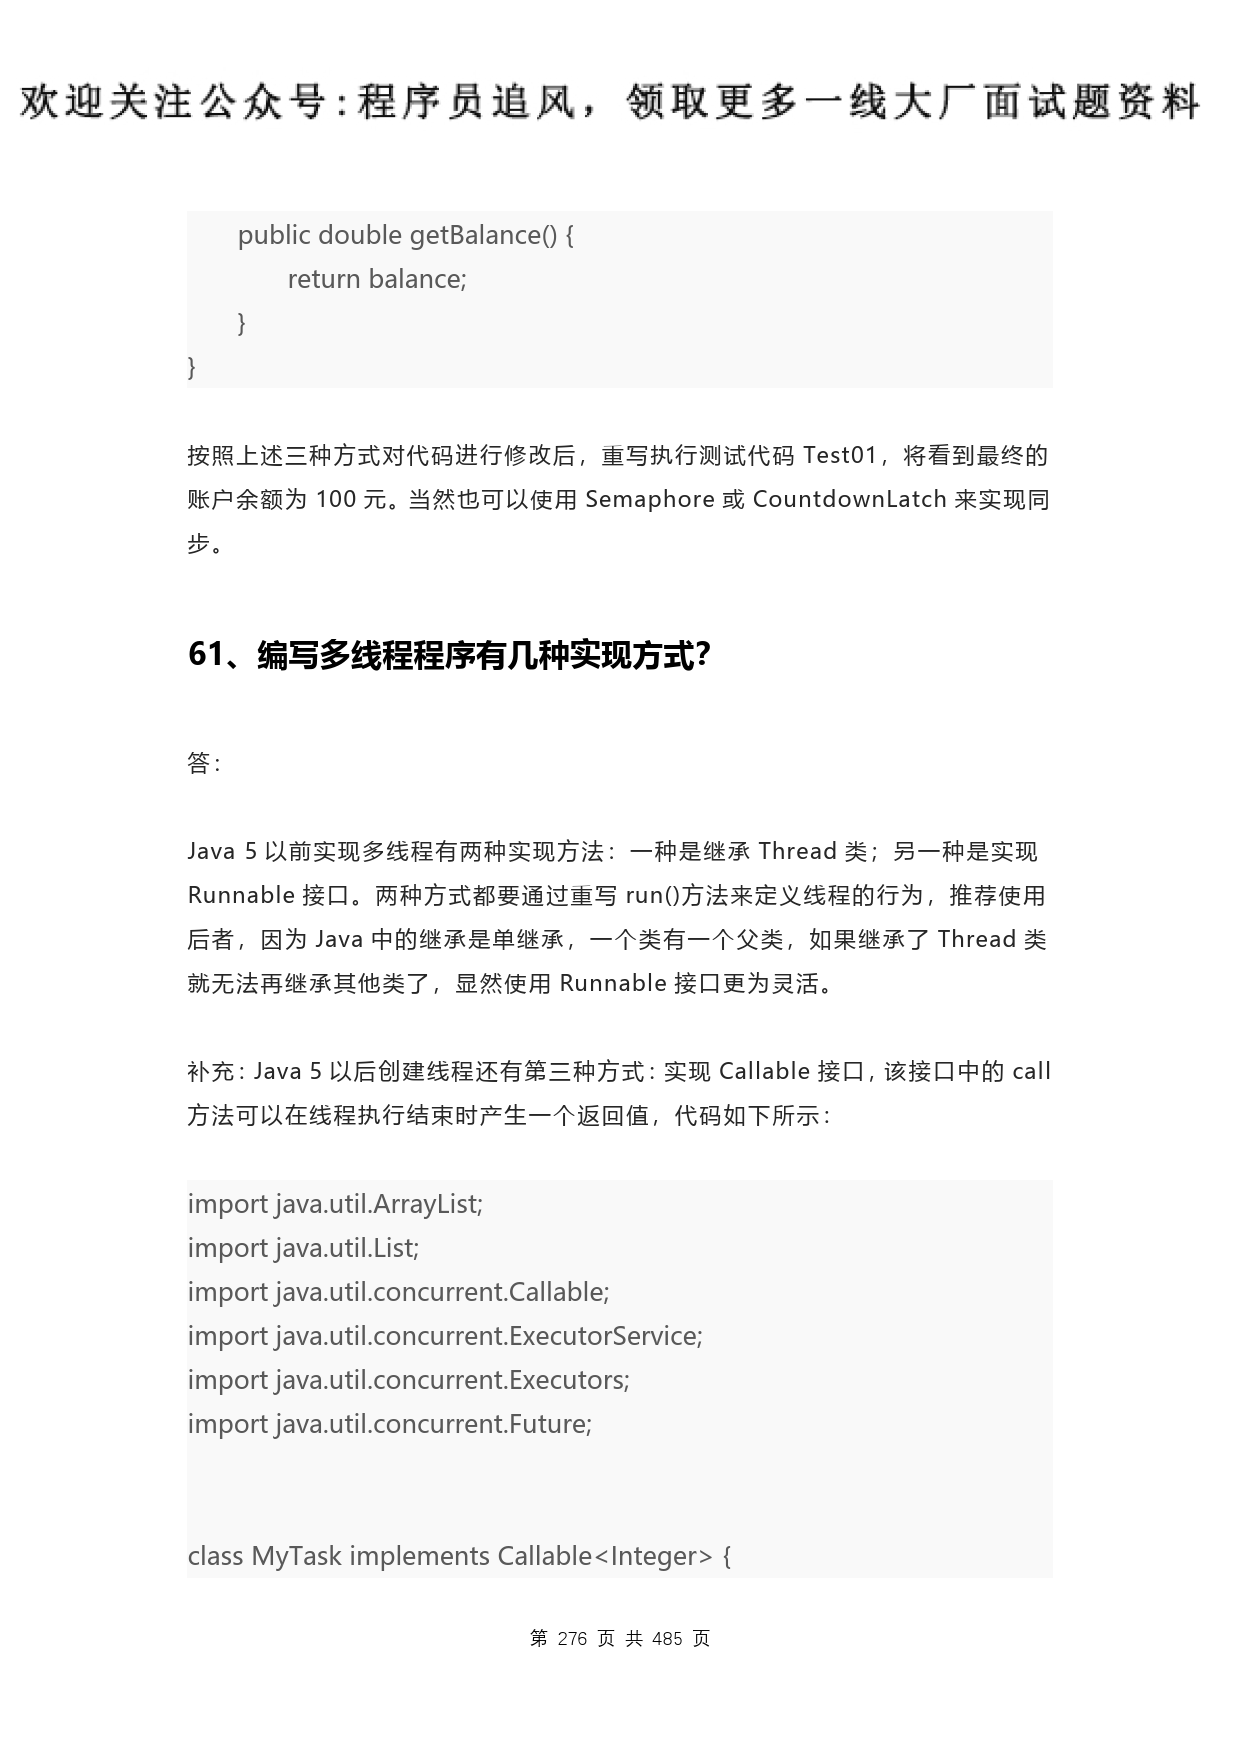 欢迎关注公众号:程序员追风，领取更多一线大厂面试题资料
public double getBalance() {
return balance;
}
}
按照上述三种方式对代码进行修改后，重写执行测试代码 Test01，将看到最终的
账户余额为 100 元。当然也可以使用 Semaphore 或 CountdownLatch 来实现同
步。
61、编写多线程程序有几种实现方式？
答：
Java 5 以前实现多线程有两种实现方法：一种是继承 Thread 类；另一种是实现
Runnable 接口。两种方式都要通过重写 run()方法来定义线程的行为，推荐使用
后者，因为 Java 中的继承是单继承，一个类有一个父类，如果继承了 Thread 类
就无法再继承其他类了，显然使用 Runnable 接口更为灵活。
补充：Java 5 以后创建线程还有第三种方式：实现 Callable 接口，该接口中的 call
方法可以在线程执行结束时产生一个返回值，代码如下所示：
import java.util.ArrayList;
import java.util.List;
import java.util.concurrent.Callable;
import java.util.concurrent.ExecutorService;
import java.util.concurrent.Executors;
import java.util.concurrent.Future;
class MyTask implements Callable<Integer> {
第 276 页 共 485 页